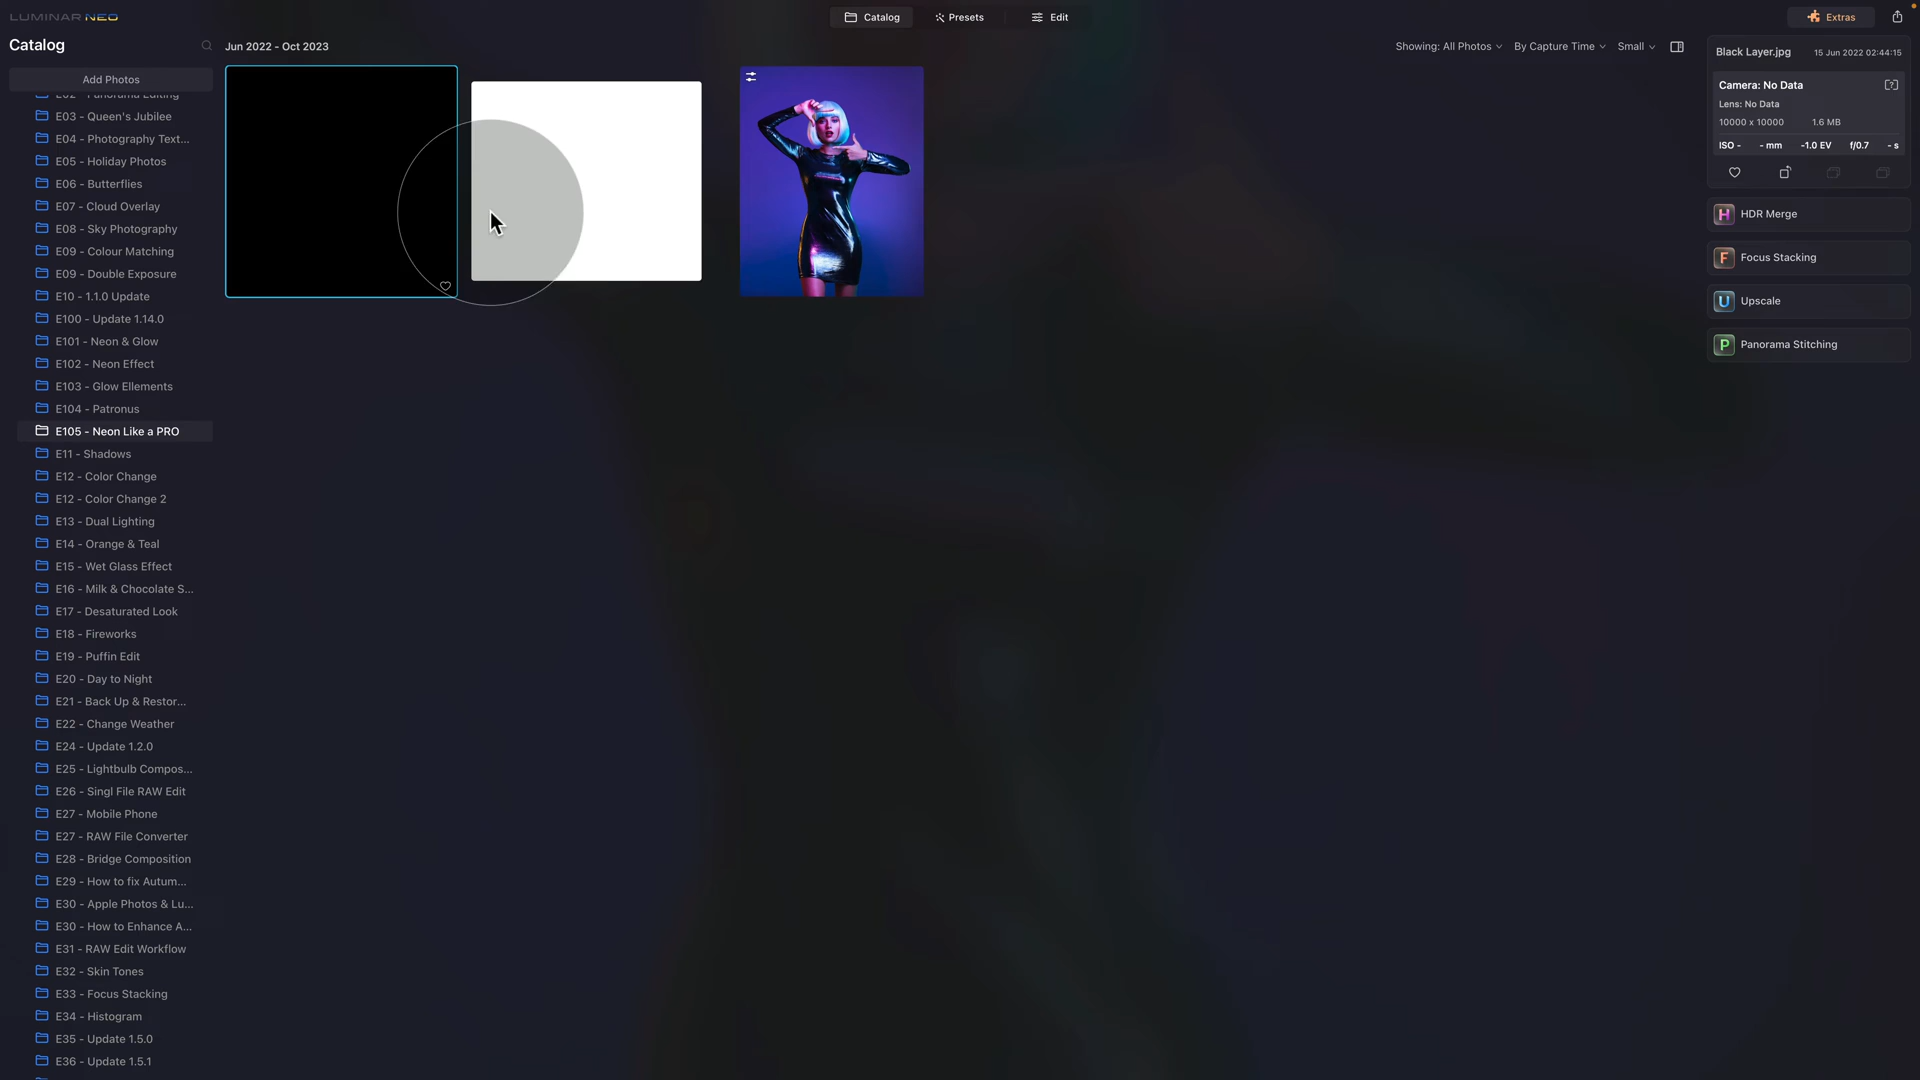 LUMINAR NEO
Catalog
Presets
Edit
Extras
Catalog
Jun 2022 - Oct 2023
Showing: All Photos
By Capture Time
Small
Add Photos
E02 - Panorama Editing
E03 - Queen's Jubilee
E04 - Photography Text...
E05 - Holiday Photos
E06 - Butterflies
E07 - Cloud Overlay
E08 - Sky Photography
E09 - Colour Matching
E09 - Double Exposure
E10 - 1.1.0 Update
E100 - Update 1.14.0
E101 - Neon & Glow
E102 - Neon Effect
E103 - Glow Ellements
E104 - Patronus
E105 - Neon Like a PRO
E11 - Shadows
E12 - Color Change
E12 - Color Change 2
E13 - Dual Lighting
E14 - Orange & Teal
E15 - Wet Glass Effect
E16 - Milk & Chocolate S...
E17 - Desaturated Look
E18 - Fireworks
E19 - Puffin Edit
E20 - Day to Night
E21 - Back Up & Restor...
E22 - Change Weather
E24 - Update 1.2.0
E25 - Lightbulb Compos...
E26 - Singl File RAW Edit
E27 - Mobile Phone
E27 - RAW File Converter
E28 - Bridge Composition
E29 - How to fix Autum...
E30 - Apple Photos & Lu...
E30 - How to Enhance A...
E31 - RAW Edit Workflow
E32 - Skin Tones
E33 - Focus Stacking
E34 - Histogram
E35 - Update 1.5.0
E36 - Update 1.5.1
Black Layer.jpg 15 Jun 2022 02:44:15
Camera: No Data
Lens: No Data
10000 x 10000 1.6 MB
ISO - - mm -1.0 EV f/0.7 - s
H HDR Merge
F Focus Stacking
U Upscale
P Panorama Stitching